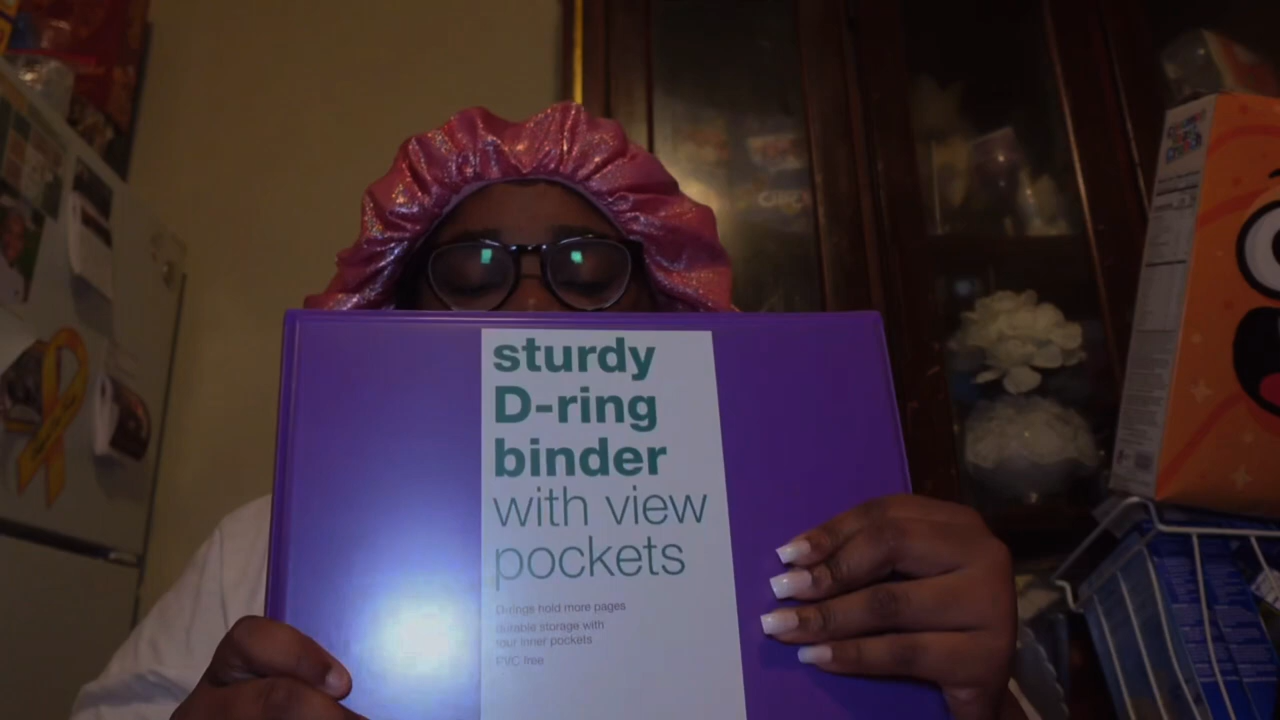 sturdy
D-ring
binder
with view
pockets
D-rings hold more pages
durable storage with
four inner pockets
PVC free